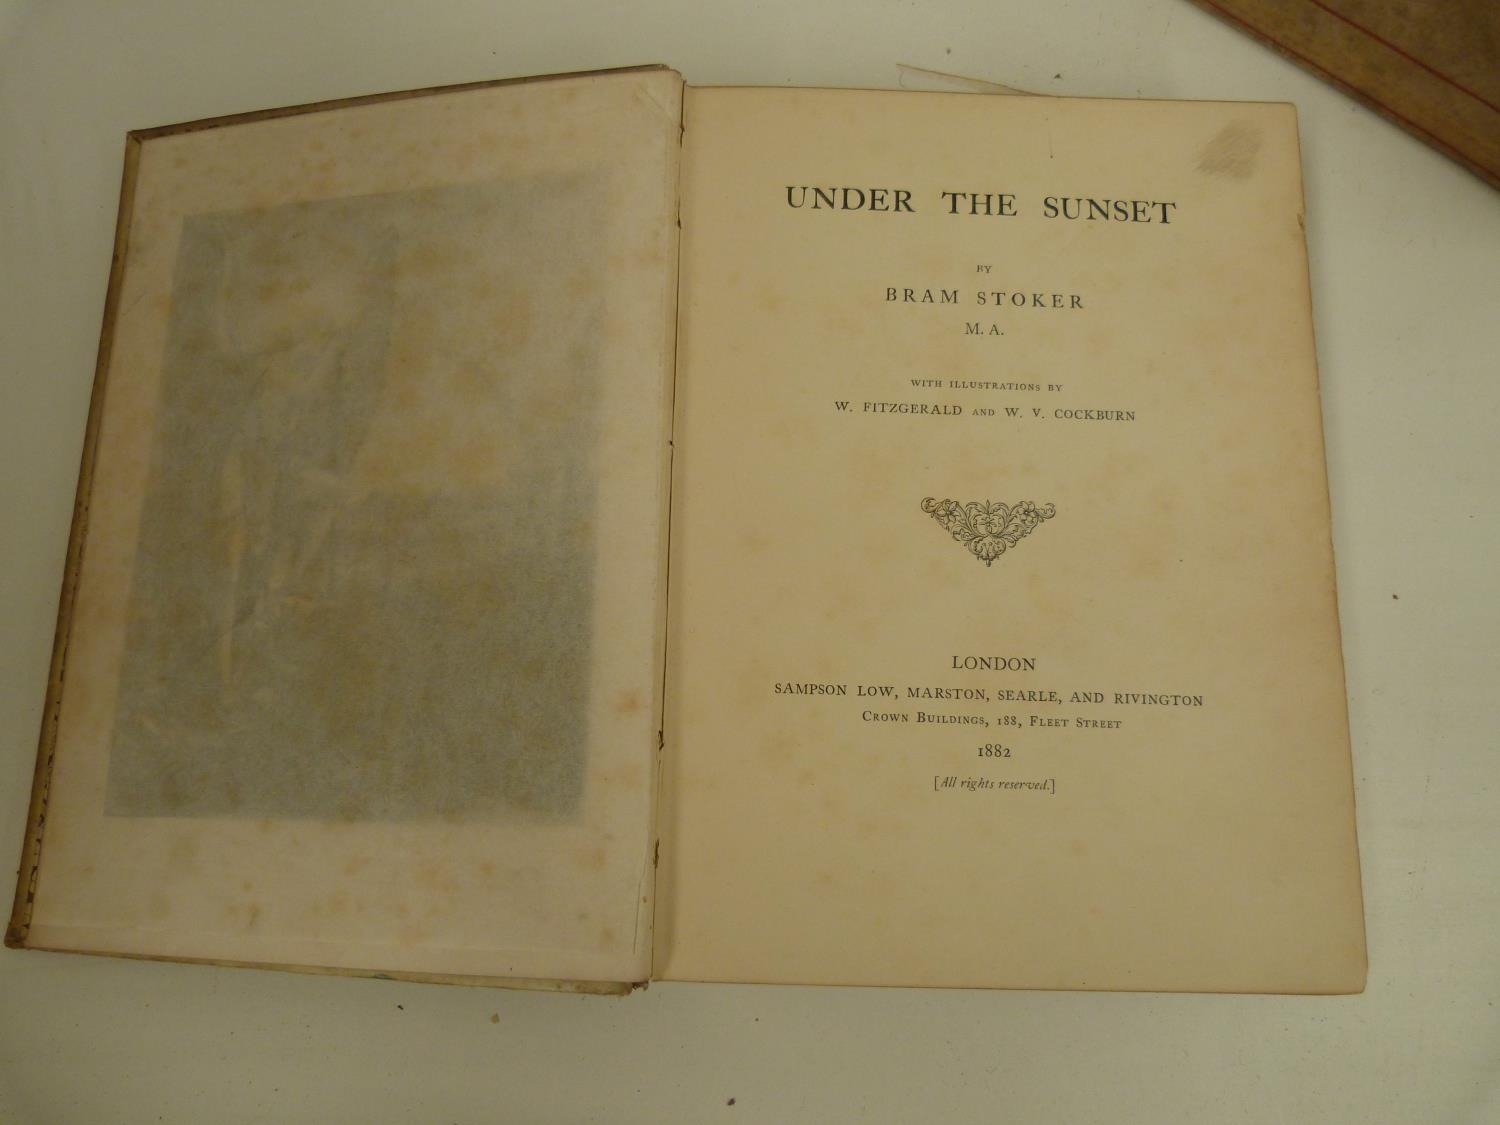 UNDER THE SUNSET
BY
BRAM STOKER
M. A.
WITH ILLUSTRATIONS BY
W. FITZGERALD AND W. V. COCKBURN
LONDON
SAMPSON LOW, MARSTON, SEARLE, AND RIVINGTON
CROWN BUILDINGS, 188, FLEET STREET
1882
[All rights reserved.]